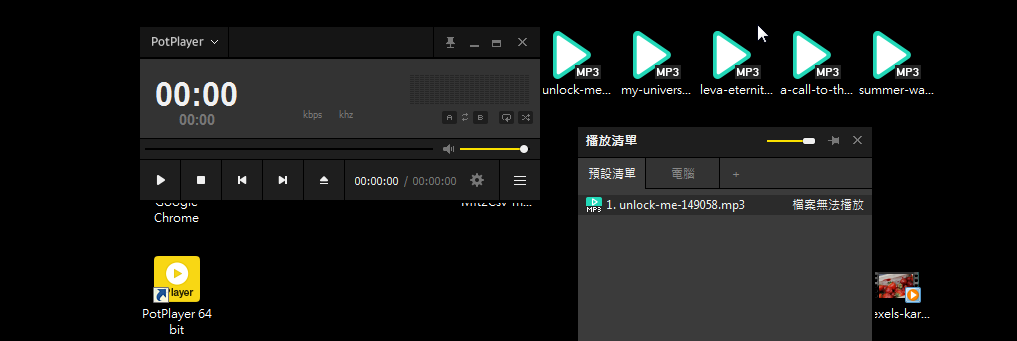 PotPlayer
00:00
00:00
kbps khz
A B
00:00:00 / 00:00:00
MP3
MP3
MP3
MP3
MP3
unlock-me...
my-univers...
leva-eternit...
a-call-to-th...
summer-wa...
播放清單
預設清單
電腦
+
MP3
1. unlock-me-149058.mp3
檔案無法播放
Google
Chrome
Player
PotPlayer 64
bit
exels-kar...